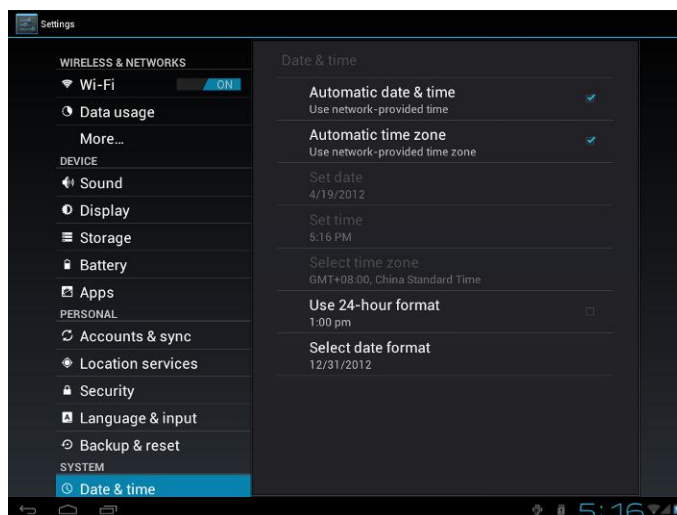 Settings
WIRELESS & NETWORKS
Wi-Fi ON
Data usage
More...
DEVICE
Sound
Display
Storage
Battery
Apps
PERSONAL
Accounts & sync
Location services
Security
Language & input
Backup & reset
SYSTEM
Date & time
Date & time
Automatic date & time
Use network-provided time
Automatic time zone
Use network-provided time zone
Set date
4/19/2012
Set time
5:16 PM
Select time zone
GMT+08:00, China Standard Time
Use 24-hour format
1:00 pm
Select date format
12/31/2012
5:16